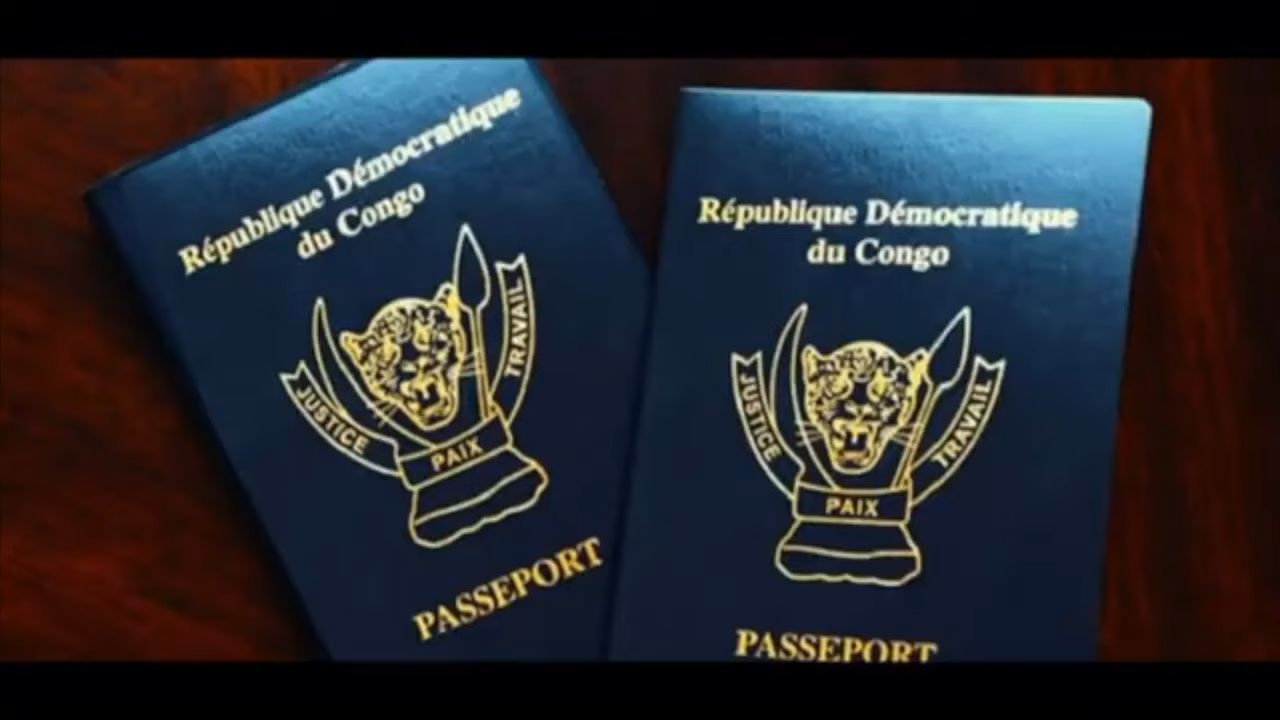 République Démocratique
du Congo
JUSTICE
PAIX
TRAVAIL
PASSEPORT
République Démocratique
du Congo
JUSTICE
PAIX
TRAVAIL
PASSEPORT